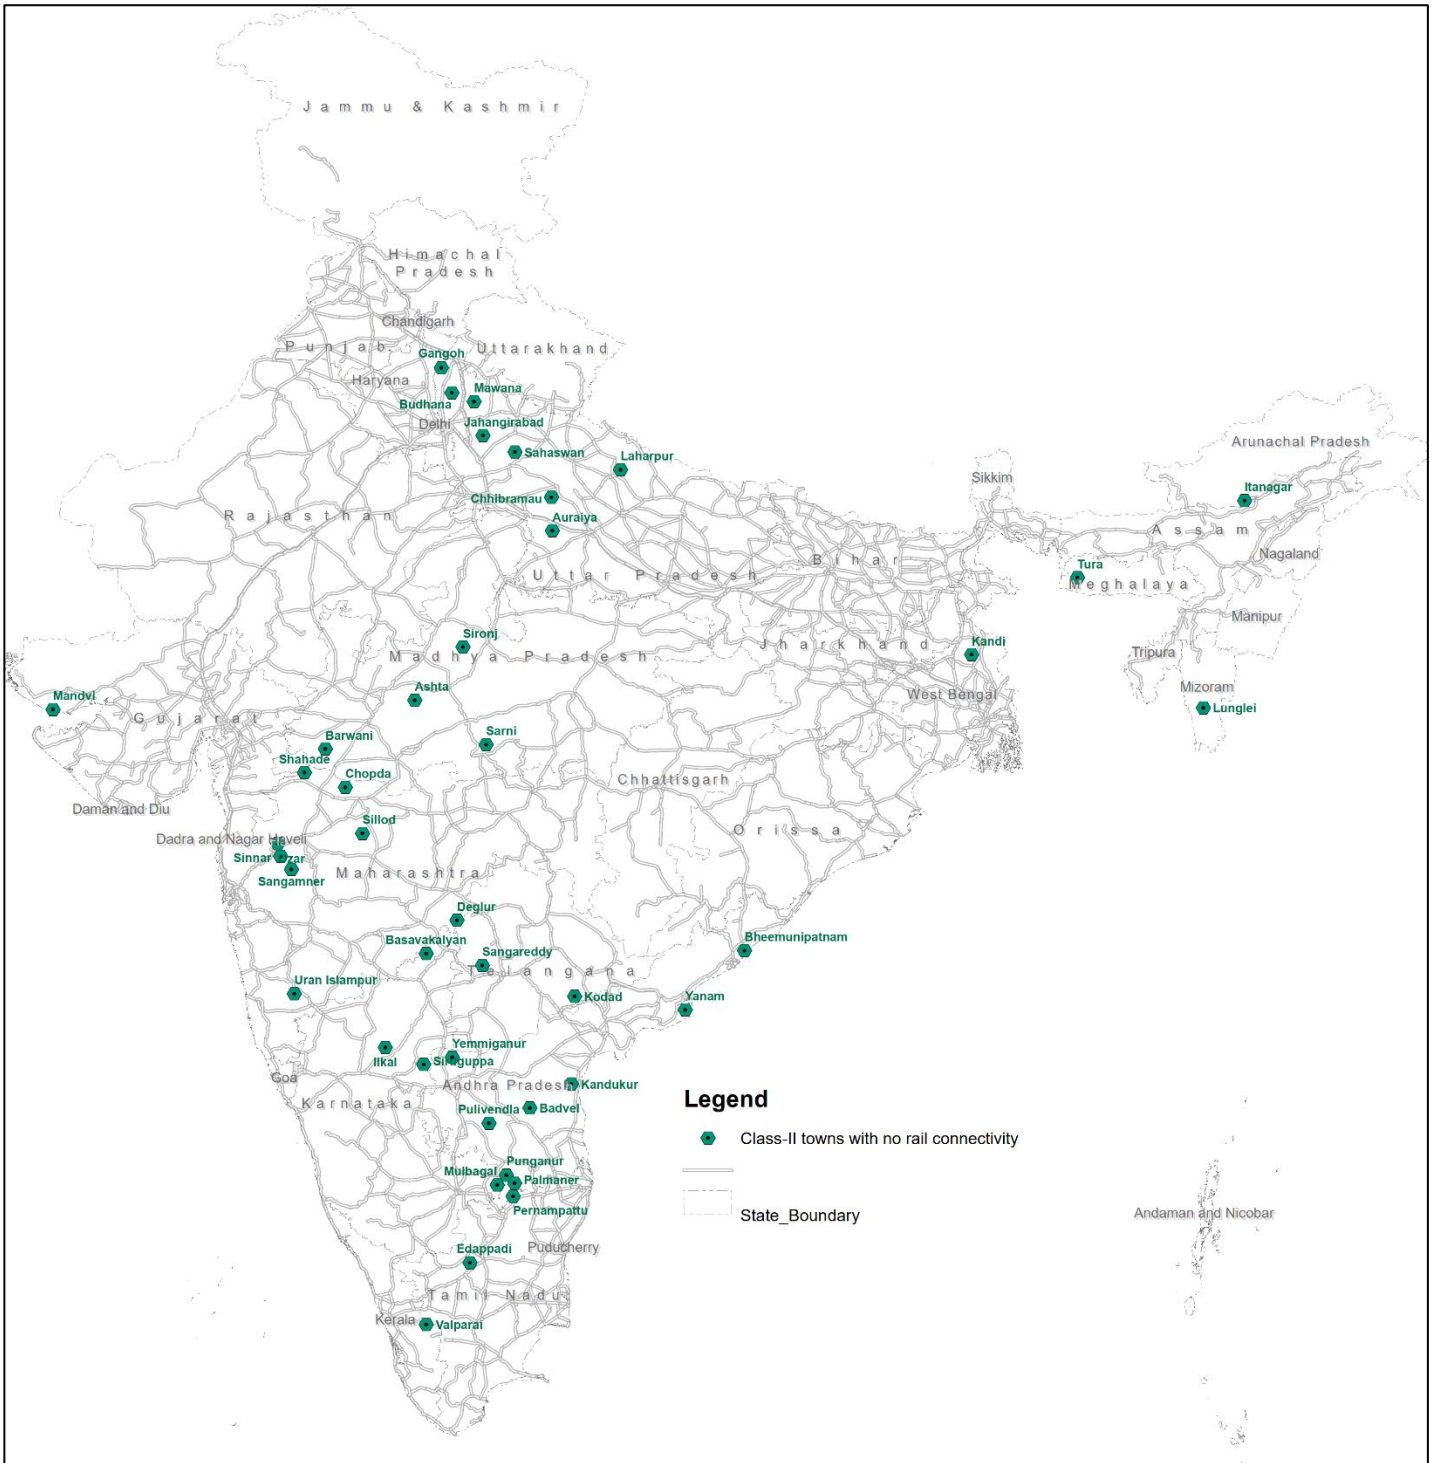 Jammu & Kashmir
Himachal
Pradesh
Chandigarh
Punjab
Uttarakhand
Gangoh
Haryana
Mawana
Budhana
Delhi
Jahangirabad
Sahaswan
Laharpur
Arunachal Pradesh
Sikkim
Itanagar
Chhibramau
Rajasthan
Auraiya
Assam
Nagaland
Bihar
Uttar Pradesh
Tura
Meghalaya
Manipur
Sironj
Madhya Pradesh
Jharkhand
Kandi
Tripura
Mizoram
Ashta
West Bengal
Mandvi
Lunglei
Gujarat
Barwani
Sarni
Shahade
Chopda
Chhattisgarh
Daman and Diu
Sillod
Orissa
Dadra and Nagar Haveli
Sinnar
Sangamner
Maharashtra
Deglur
Basavakalyan
Sangareddy
Bheemunipatnam
Telangana
Uran Islampur
Kodad
Yanam
Yemmiganur
Ilkal
Siruguppa
Goa
Andhra Pradesh
Kandukur
Karnataka
Pulivendla
Badvel
Legend
Class-II towns with no rail connectivity
State_Boundary
Punganur
Mulbagal
Palmaner
Pernampattu
Andaman and Nicobar
Edappadi
Puducherry
Tamil Nadu
Kerala
Valparai